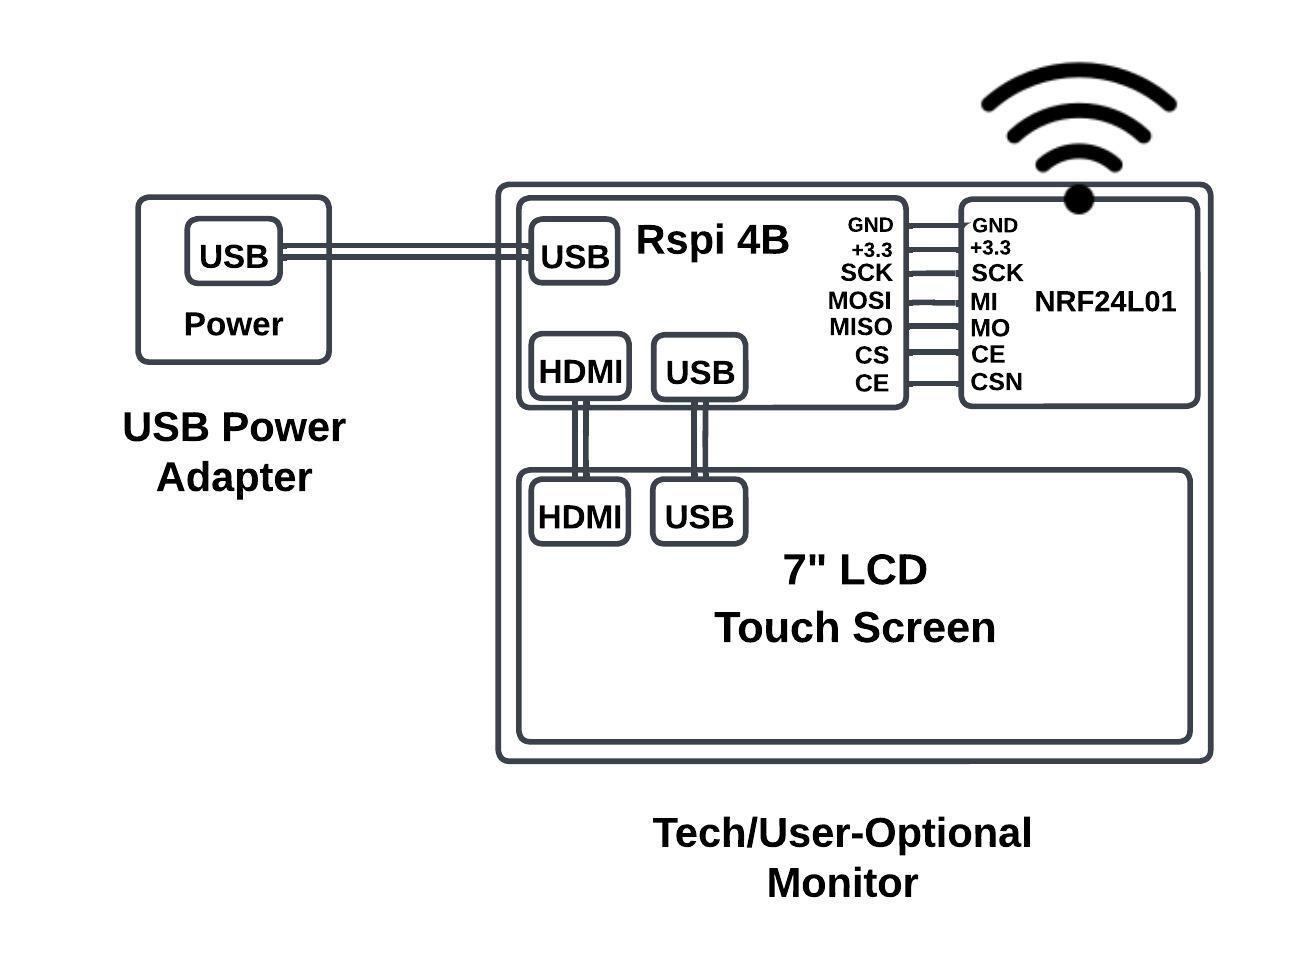 USB
Power
USB Power
Adapter
USB
Rspi 4B
HDMI
USB
GND
+3.3
SCK
MOSI
MISO
CS
CE
GND
+3.3
SCK
MI
MO
CE
CSN
NRF24L01
HDMI
USB
7" LCD
Touch Screen
Tech/User-Optional
Monitor